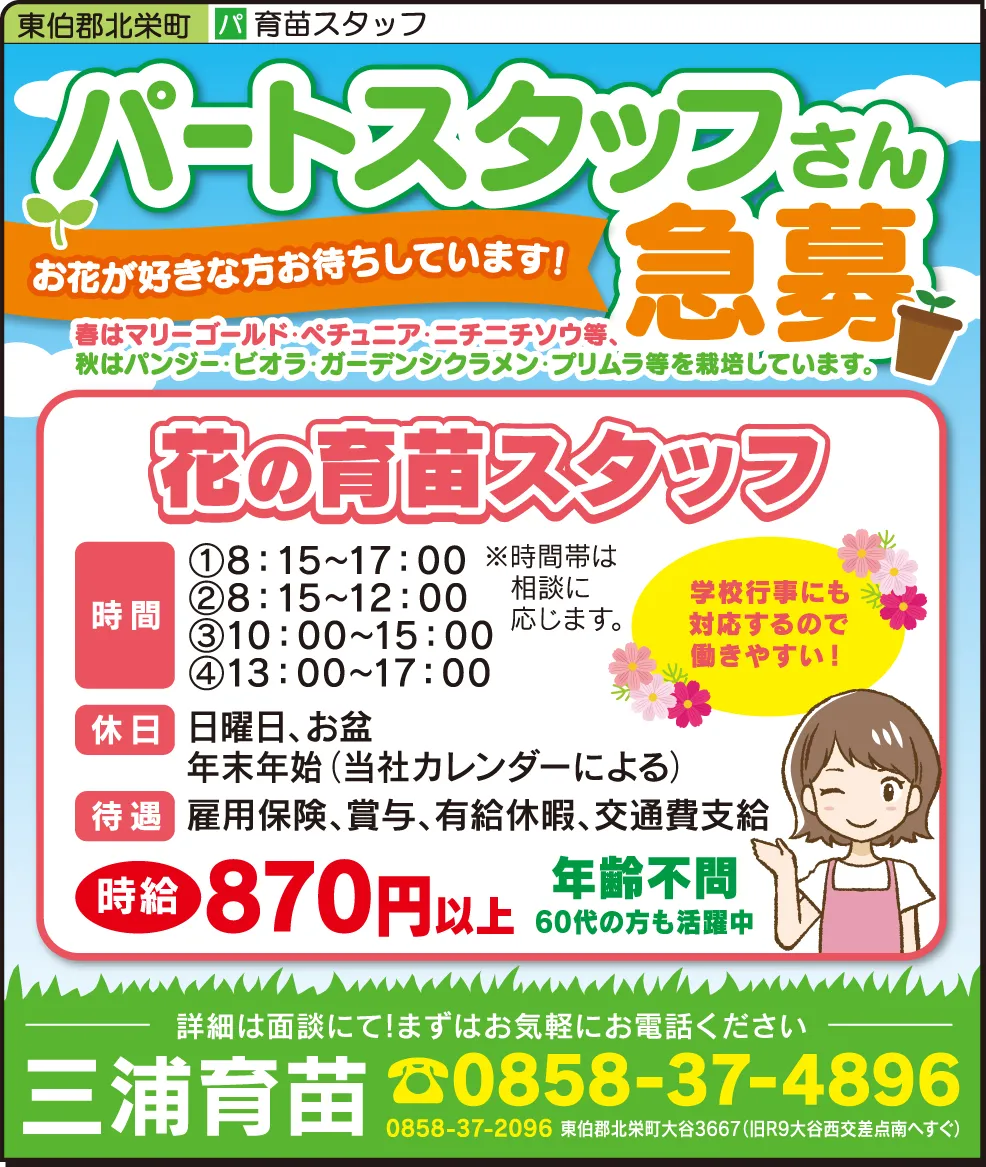 東伯郡北栄町 パ 育苗スタッフ
パートスタッフさん
急募
お花が好きな方お待ちしています!
春はマリーゴールド・ペチュニア・ニチニチソウ等、
秋はパンジー・ビオラ・ガーデンシクラメン・プリムラ等を栽培しています。
花の育苗スタッフ
時間
①8:15~17:00
②8:15~12:00
③10:00~15:00
④13:00~17:00
※時間帯は
相談に
応じます。
学校行事にも
対応するので
働きやすい!
休日 日曜日、お盆
年末年始(当社カレンダーによる)
待遇 雇用保険、賞与、有給休暇、交通費支給
時給 870円以上
年齢不問
60代の方も活躍中
詳細は面談にて!まずはお気軽にお電話ください
三浦育苗
☎0858-37-4896
0858-37-2096 東伯郡北栄町大谷3667(旧R9大谷西交差点南へすぐ)